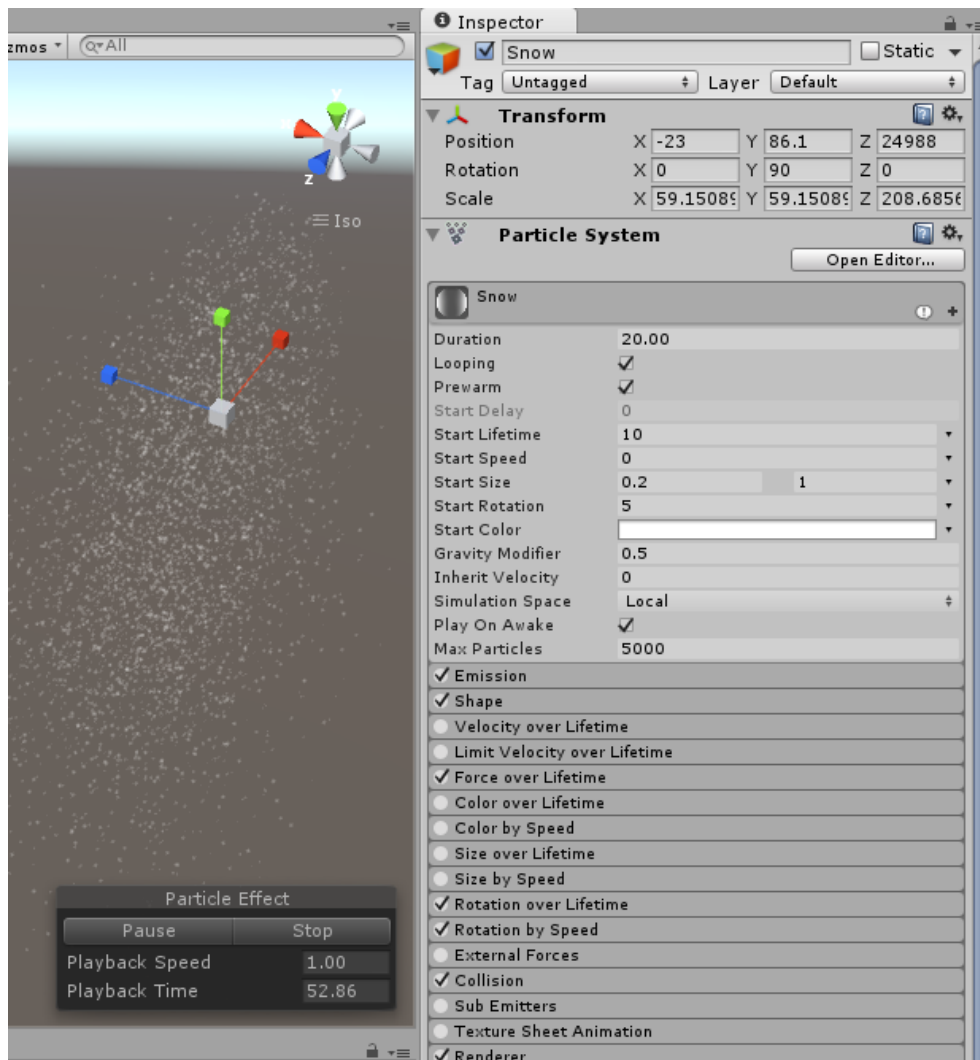 Inspector
zmos All
Snow Static
Tag Untagged Layer Default
Transform
Position X -23 Y 86.1 Z 24988
Rotation X 0 Y 90 Z 0
Scale X 59.15089 Y 59.15089 Z 208.6856
y
z
Iso
Particle System
Open Editor...
Snow
Duration 20.00
Looping
Prewarm
Start Delay 0
Start Lifetime 10
Start Speed 0
Start Size 0.2 1
Start Rotation 5
Start Color
Gravity Modifier 0.5
Inherit Velocity 0
Simulation Space Local
Play On Awake
Max Particles 5000
Emission
Shape
Velocity over Lifetime
Limit Velocity over Lifetime
Force over Lifetime
Color over Lifetime
Color by Speed
Size over Lifetime
Size by Speed
Rotation over Lifetime
Rotation by Speed
External Forces
Collision
Sub Emitters
Texture Sheet Animation
Renderer
Particle Effect
Pause Stop
Playback Speed 1.00
Playback Time 52.86